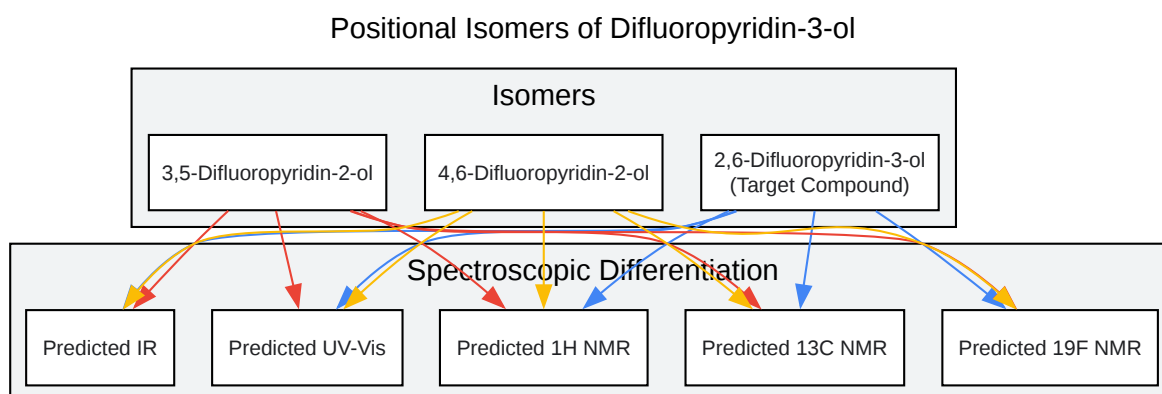 Positional Isomers of Difluoropyridin-3-ol
Isomers
3,5-Difluoropyridin-2-ol
4,6-Difluoropyridin-2-ol
2,6-Difluoropyridin-3-ol
(Target Compound)
Spectroscopic Differentiation
Predicted IR
Predicted UV-Vis
Predicted 1H NMR
Predicted 13C NMR
Predicted 19F NMR